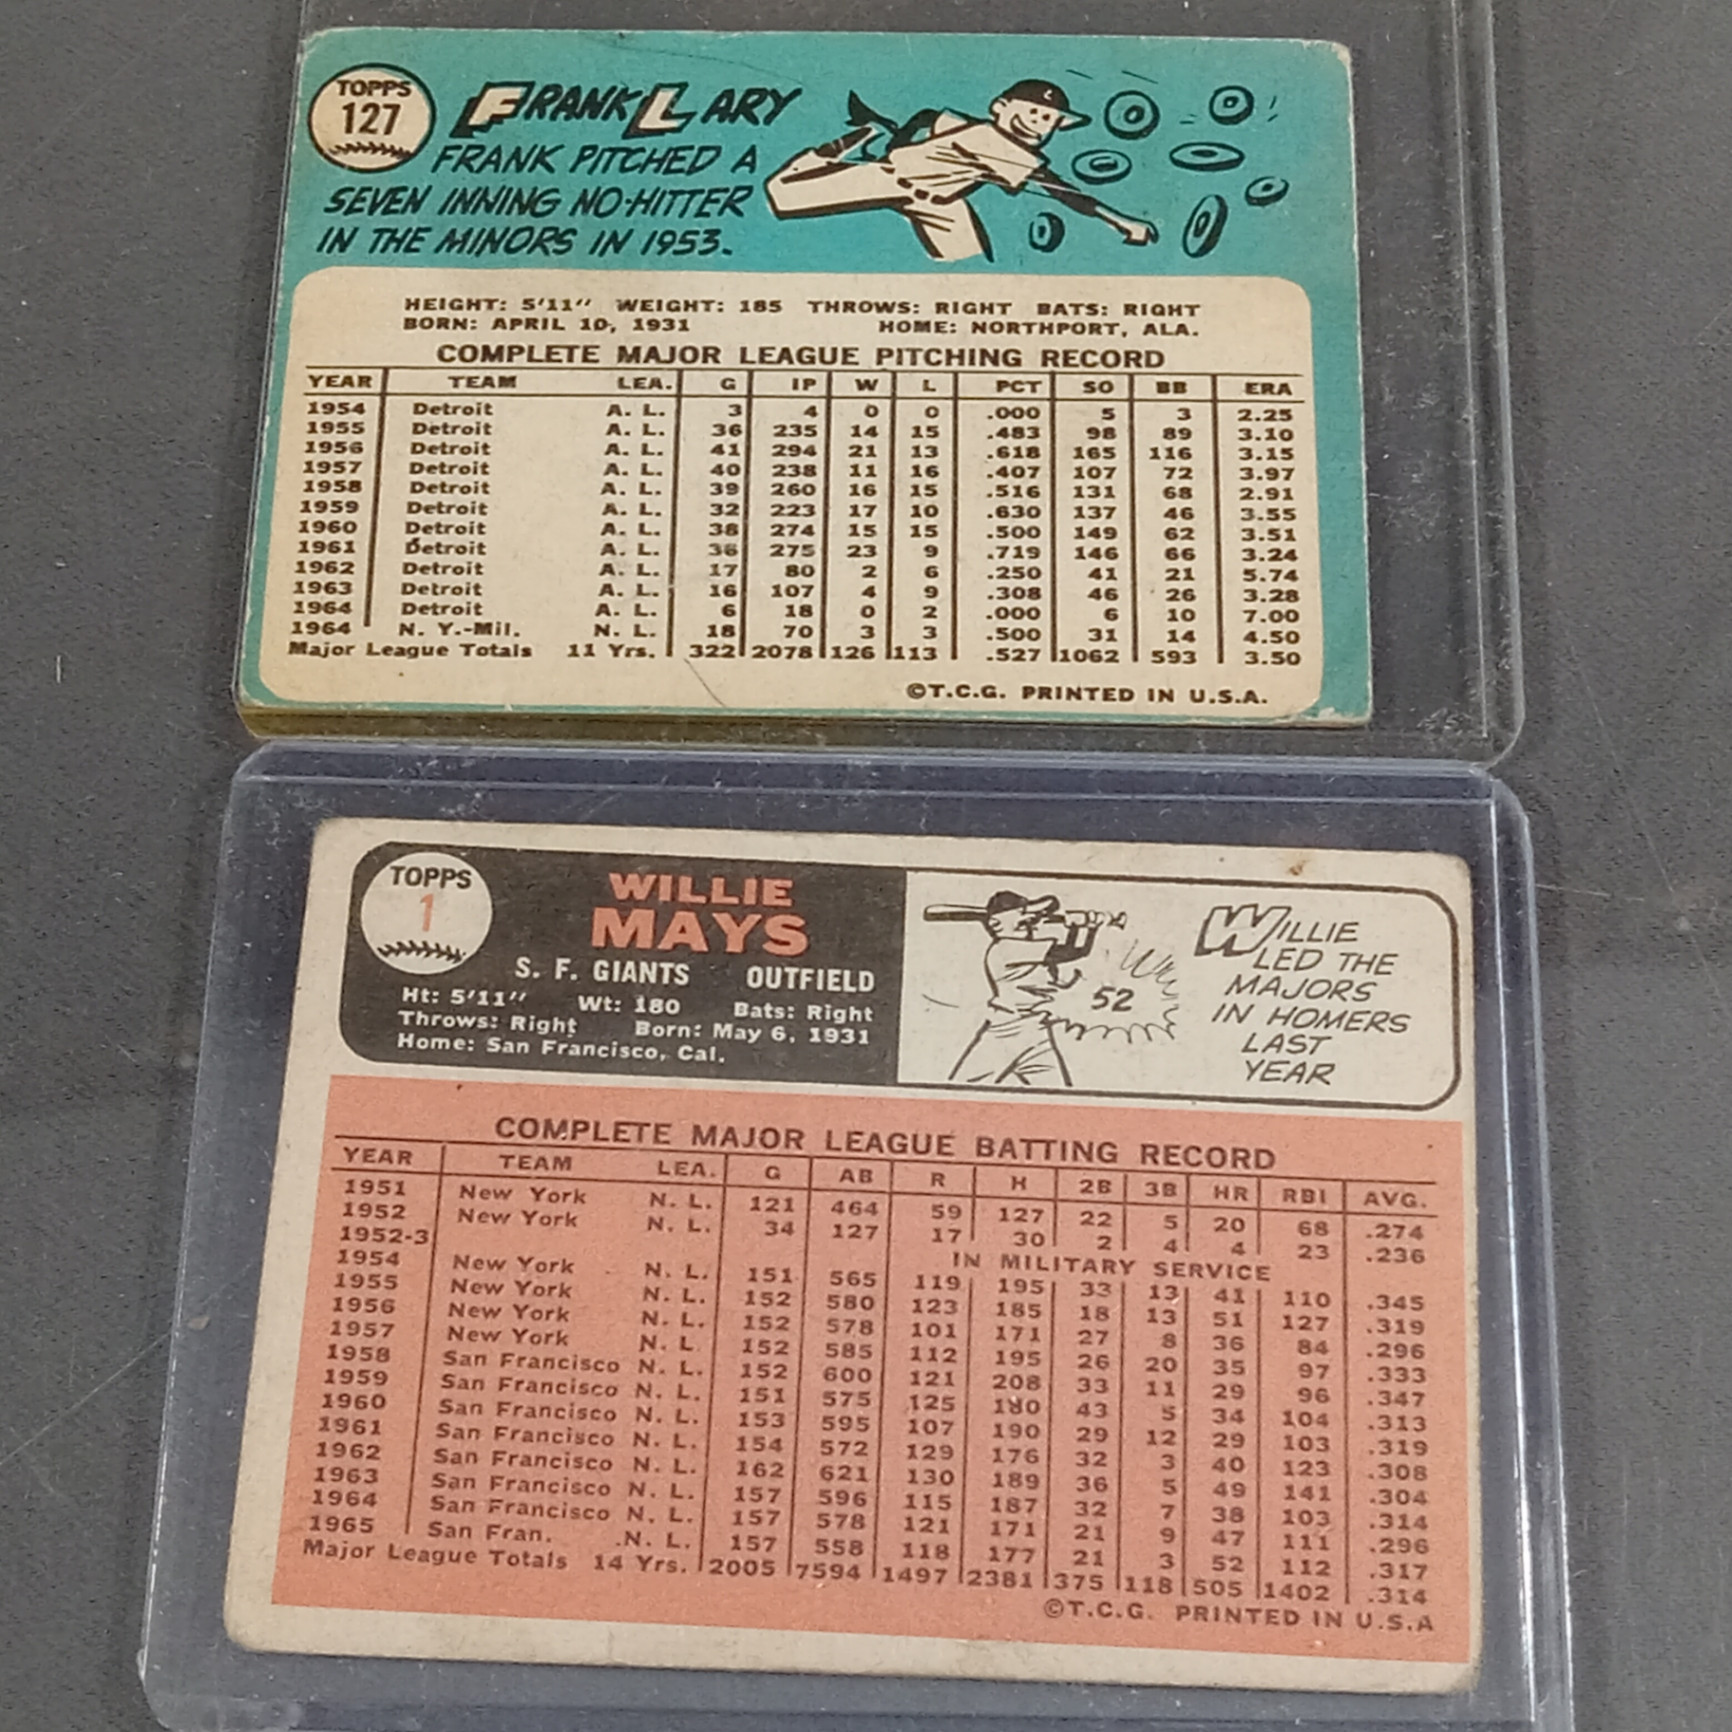 TOPPS
127
FRANK LARY
FRANK PITCHED A
SEVEN INNING NO-HITTER
IN THE MINORS IN 1953.
HEIGHT: 5'11" WEIGHT: 185 THROWS: RIGHT BATS: RIGHT
BORN: APRIL 10, 1931 HOME: NORTHPORT, ALA.
COMPLETE MAJOR LEAGUE PITCHING RECORD
YEAR TEAM LEA. G IP W L PCT SO BB ERA
1954 Detroit A. L. 3 4 0 0 .000 5 3 2.25
1955 Detroit A. L. 36 235 14 15 .483 98 89 3.10
1956 Detroit A. L. 41 294 21 13 .618 165 116 3.15
1957 Detroit A. L. 40 238 11 16 .407 107 72 3.97
1958 Detroit A. L. 39 260 16 15 .516 131 68 2.91
1959 Detroit A. L. 32 223 17 10 .630 137 46 3.55
1960 Detroit A. L. 38 274 15 15 .500 149 62 3.51
1961 Detroit A. L. 36 275 23 9 .719 146 66 3.24
1962 Detroit A. L. 17 80 2 6 .250 41 21 5.74
1963 Detroit A. L. 16 107 4 9 .308 46 26 3.28
1964 Detroit A. L. 6 18 0 2 .000 6 10 7.00
1964 N. Y.-Mil. N. L. 18 70 3 3 .500 31 14 4.50
Major League Totals 11 Yrs. 322 2078 126 113 .527 1062 593 3.50
©T.C.G. PRINTED IN U.S.A.
TOPPS
1
WILLIE
MAYS
S. F. GIANTS OUTFIELD
Ht: 5'11" Wt: 180 Bats: Right
Throws: Right Born: May 6, 1931
Home: San Francisco, Cal.
52
WILLIE
LED THE
MAJORS
IN HOMERS
LAST
YEAR
COMPLETE MAJOR LEAGUE BATTING RECORD
YEAR TEAM LEA. G AB R H 2B 3B HR RBI AVG.
1951 New York N. L. 121 464 59 127 22 5 20 68 .274
1952 New York N. L. 34 127 17 30 2 4 4 23 .236
1952-3 IN MILITARY SERVICE
1954 New York N. L. 151 565 119 195 33 13 41 110 .345
1955 New York N. L. 152 580 123 185 18 13 51 127 .319
1956 New York N. L. 152 578 101 171 27 8 36 84 .296
1957 New York N. L. 152 585 112 195 26 20 35 97 .333
1958 San Francisco N. L. 152 600 121 208 33 11 29 96 .347
1959 San Francisco N. L. 151 575 125 180 43 5 34 104 .313
1960 San Francisco N. L. 153 595 107 190 29 12 29 103 .319
1961 San Francisco N. L. 154 572 129 176 32 3 40 123 .308
1962 San Francisco N. L. 162 621 130 189 36 5 49 141 .304
1963 San Francisco N. L. 157 596 115 187 32 7 38 103 .314
1964 San Francisco N. L. 157 578 121 171 21 9 47 111 .296
1965 San Fran. N. L. 157 558 118 177 21 3 52 112 .317
Major League Totals 14 Yrs. 2005 7594 1497 2381 375 118 505 1402 .314
©T.C.G. PRINTED IN U.S.A